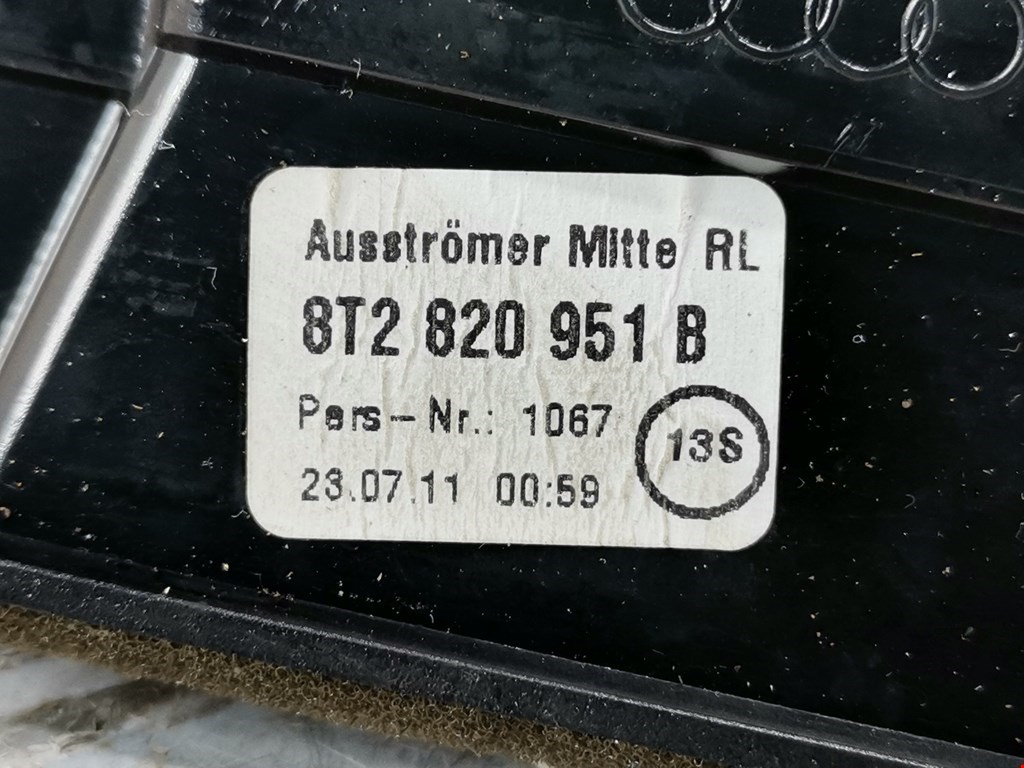 Ausströmer Mitte RL
8T2 820 951 B
Pers-Nr.: 1067
13S
23.07.11 00:59